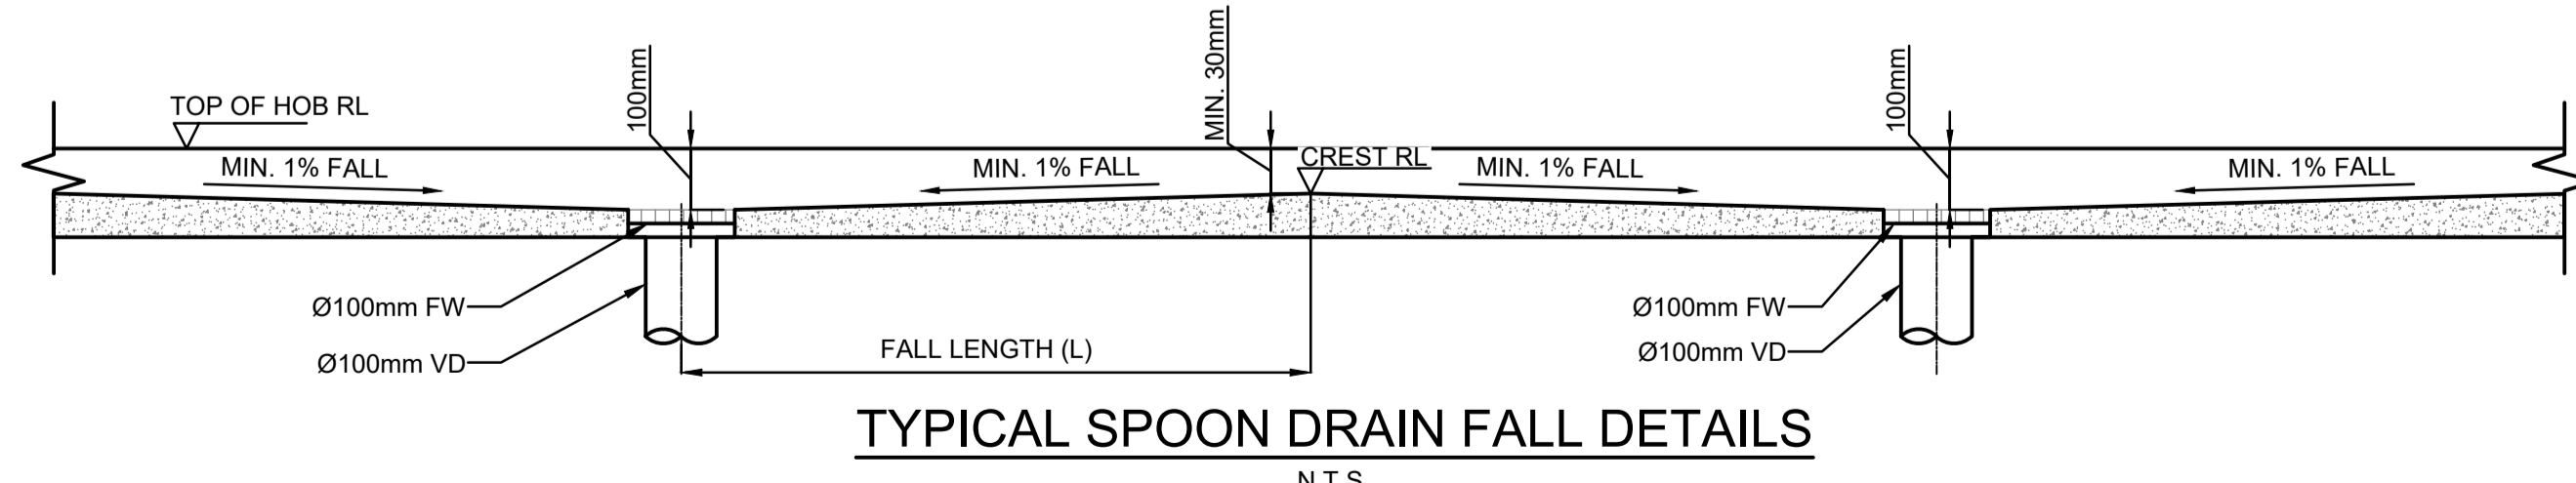 TOP OF HOB RL
100mm
MIN. 30mm
100mm
MIN. 1% FALL
MIN. 1% FALL
CREST RL
MIN. 1% FALL
MIN. 1% FALL
Ø100mm FW
Ø100mm VD
FALL LENGTH (L)
Ø100mm FW
Ø100mm VD
TYPICAL SPOON DRAIN FALL DETAILS
N.T.S.